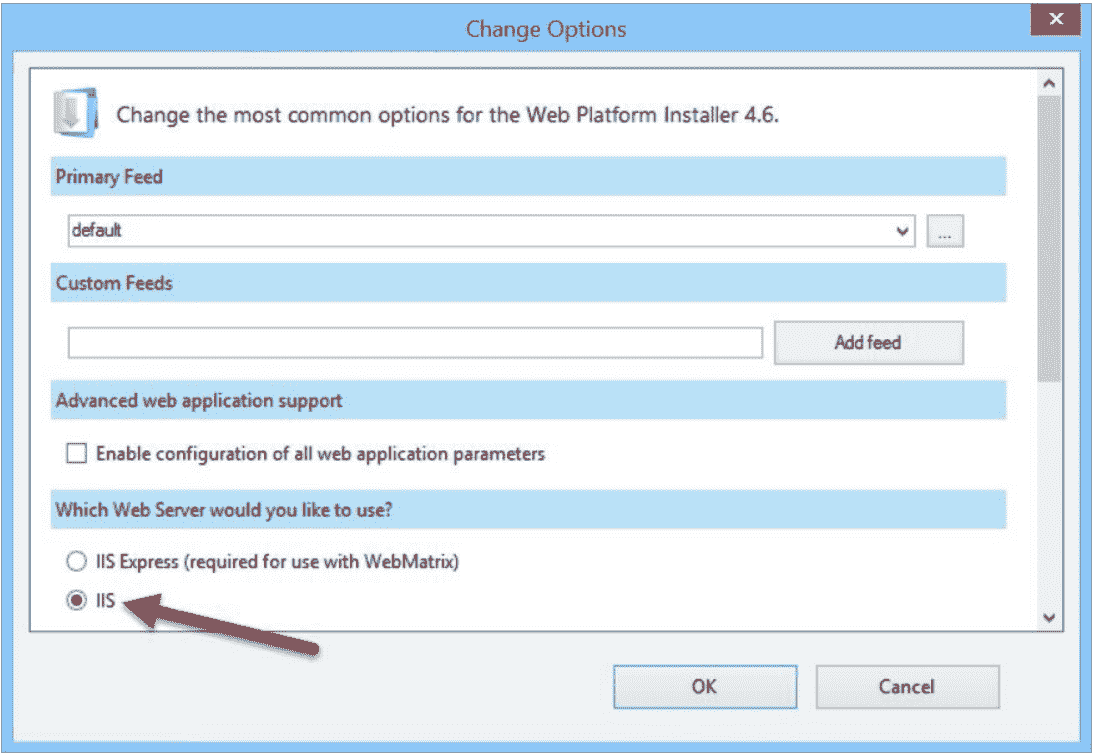 Change Options
Change the most common options for the Web Platform Installer 4.6.
Primary Feed
default
...
Custom Feeds
Add feed
Advanced web application support
Enable configuration of all web application parameters
Which Web Server would you like to use?
IIS Express (required for use with WebMatrix)
IIS
OK
Cancel